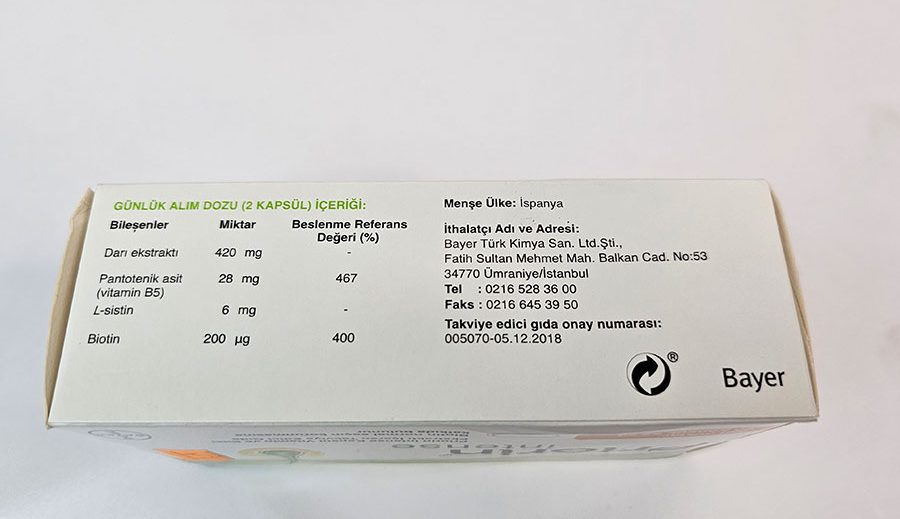 GÜNLÜK ALIM DOZU (2 KAPSÜL) İÇERİĞİ:
Bileşenler Miktar Beslenme Referans Değeri (%)
Darı ekstraktı 420 mg -
Pantotenik asit (vitamin B5) 28 mg 467
L-sistin 6 mg -
Biotin 200 µg 400
Menşe Ülke: İspanya
İthalatçı Adı ve Adresi:
Bayer Türk Kimya San. Ltd.Şti.,
Fatih Sultan Mehmet Mah. Balkan Cad. No:53
34770 Ümraniye/İstanbul
Tel : 0216 528 36 00
Faks : 0216 645 39 50
Takviye edici gıda onay numarası:
005070-05.12.2018
®
Bayer
intense